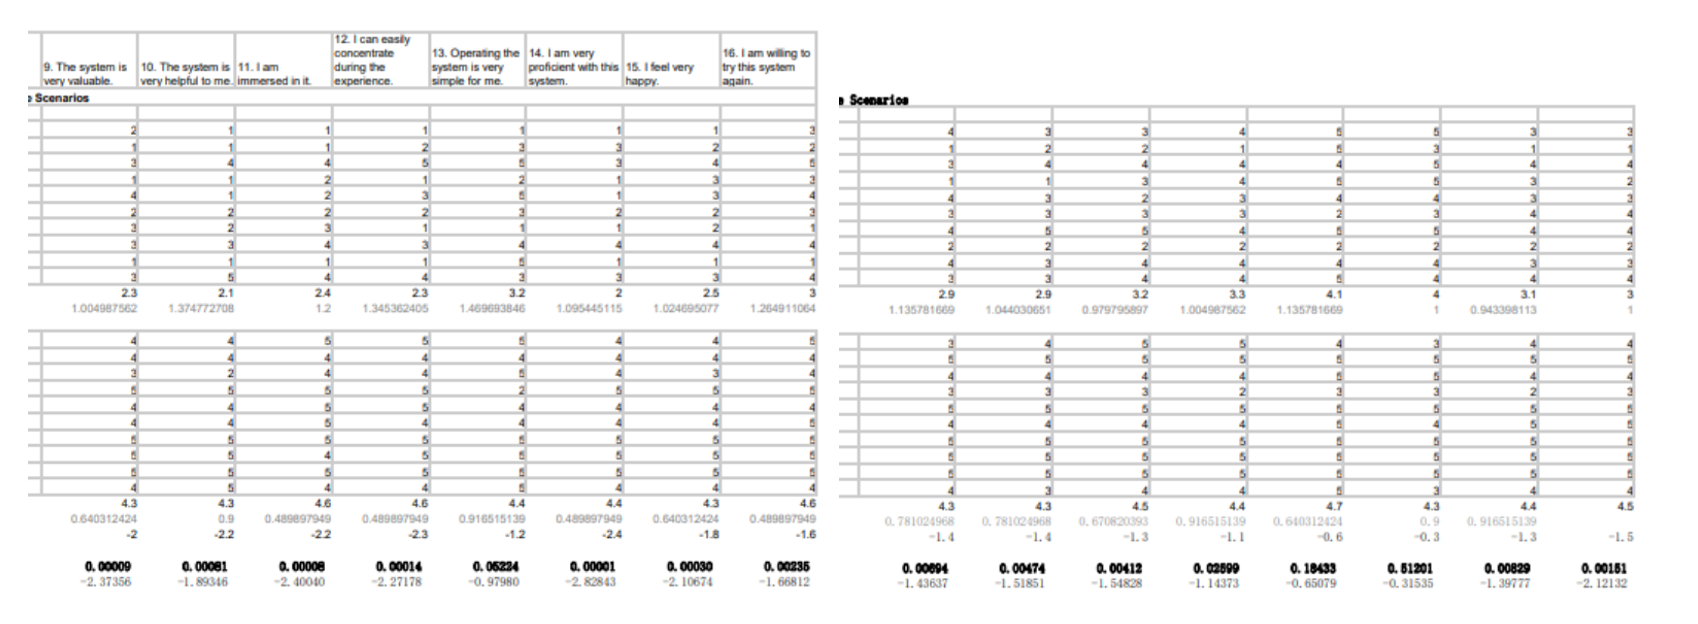 9. The system is
very valuable.
10. The system is
very helpful to me.
11. I am
immersed in it.
12. I can easily
concentrate
during the
experience.
13. Operating the
system is very
simple for me.
14. I am very
proficient with this
system.
15. I feel very
happy.
16. I am willing to
try this system
again.
Scenarios
2 1 1 1 1 1 1 3
1 1 1 2 3 3 2 2
3 4 4 5 5 3 4 5
1 1 2 1 2 1 3 3
4 1 2 3 5 1 3 4
2 2 2 2 3 2 2 3
3 2 3 1 1 1 2 1
3 3 4 3 4 4 4 4
1 1 1 1 5 1 1 1
3 5 4 4 3 3 3 4
2.3 2.1 2.4 2.3 3.2 2 2.5 3
1.004987562 1.374772708 1.2 1.345362405 1.469693846 1.095445115 1.024695077 1.264911064
4 4 5 5 5 4 4 5
4 4 4 4 4 4 4 4
3 2 4 4 5 4 3 4
5 5 5 5 2 5 5 5
4 4 5 5 4 4 4 4
4 4 5 4 4 4 4 5
5 5 5 5 5 5 5 5
5 5 4 5 5 5 5 5
5 5 5 5 5 5 5 5
4 5 4 4 5 4 4 4
4.3 4.3 4.6 4.6 4.4 4.4 4.3 4.6
0.640312424 0.9 0.489897949 0.489897949 0.916515139 0.489897949 0.640312424 0.489897949
-2 -2.2 -2.2 -2.3 -1.2 -2.4 -1.8 -1.6
0.00009 0.00081 0.00008 0.00014 0.05224 0.00001 0.00030 0.00235
-2.37356 -1.89346 -2.40040 -2.27178 -0.97980 -2.82843 -2.10674 -1.66812
Scenarios
4 3 3 4 5 5 3 3
1 2 2 1 5 3 1 1
3 4 4 4 4 5 4 4
1 1 3 4 5 5 3 2
4 3 2 3 4 4 3 3
3 3 3 3 2 3 4 4
4 5 5 4 5 5 4 4
2 2 2 2 2 2 2 2
4 3 4 4 4 4 3 3
3 3 4 4 5 4 4 4
2.9 2.9 3.2 3.3 4.1 4 3.1 3
1.135781669 1.044030651 0.979795897 1.004987562 1.135781669 1 0.943398113 1
3 4 5 5 4 3 4 4
5 5 5 5 5 5 5 5
4 4 4 4 5 5 4 4
3 3 3 2 3 3 2 3
5 5 5 5 5 5 5 5
4 4 4 4 5 4 5 5
5 5 5 5 5 5 5 5
5 5 5 5 5 5 5 5
5 5 5 5 5 5 5 5
4 3 4 4 5 3 4 4
4.3 4.3 4.5 4.4 4.7 4.3 4.4 4.5
0.781024968 0.781024968 0.670820393 0.916515139 0.640312424 0.9 0.916515139
-1.4 -1.4 -1.3 -1.1 -0.6 -0.3 -1.3 -1.5
0.00694 0.00474 0.00412 0.02599 0.18433 0.51201 0.00829 0.00151
-1.43637 -1.51851 -1.54828 -1.14373 -0.65079 -0.31535 -1.39777 -2.12132